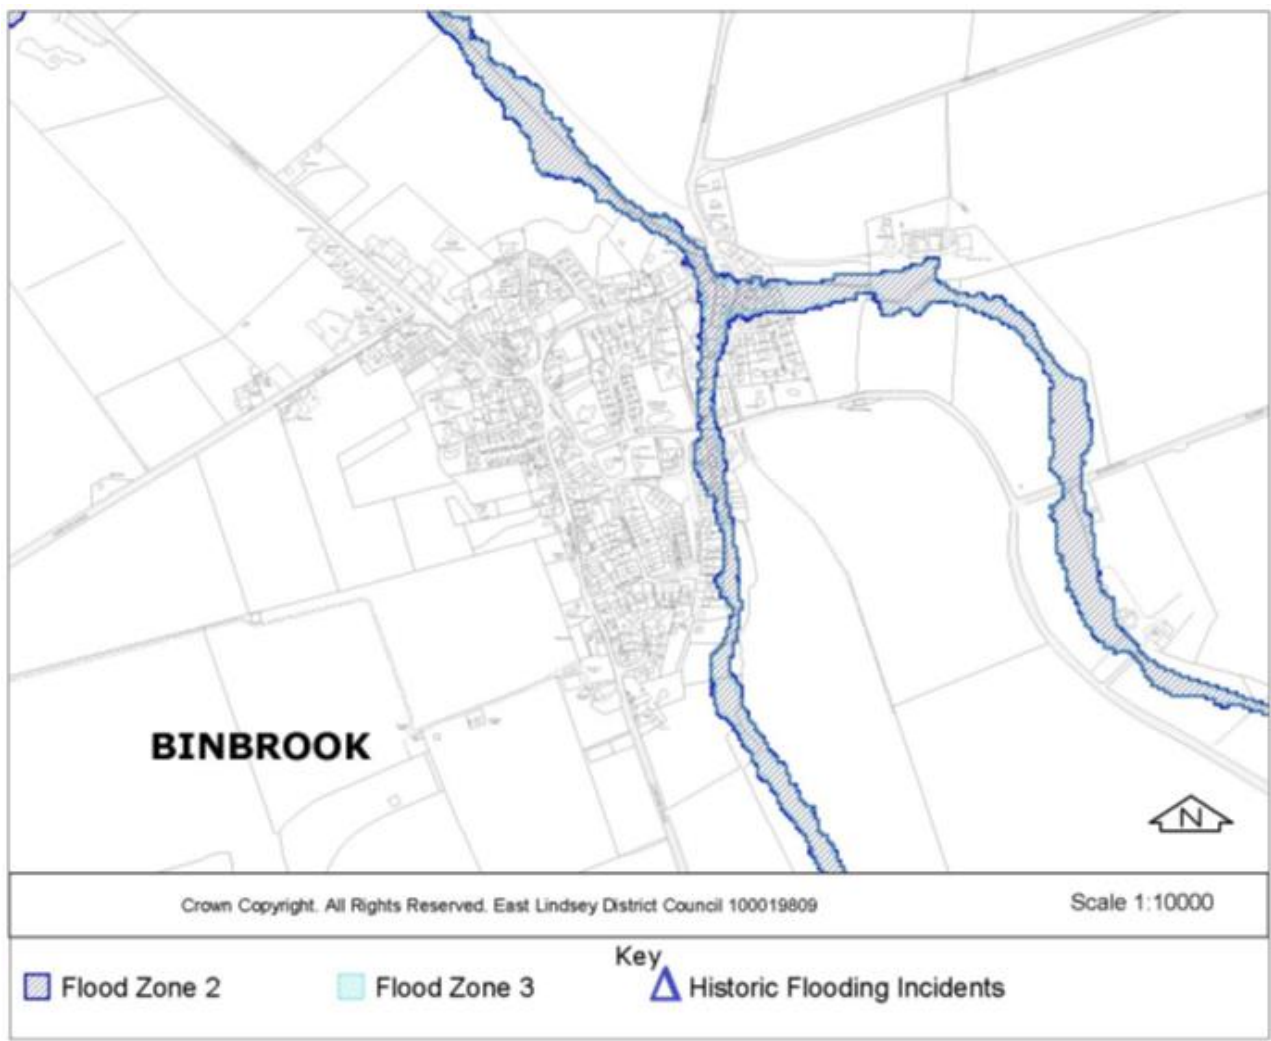 BINBROOK
N
Crown Copyright. All Rights Reserved. East Lindsey District Council 100019809
Scale 1:10000
Key
Flood Zone 2
Flood Zone 3
Historic Flooding Incidents